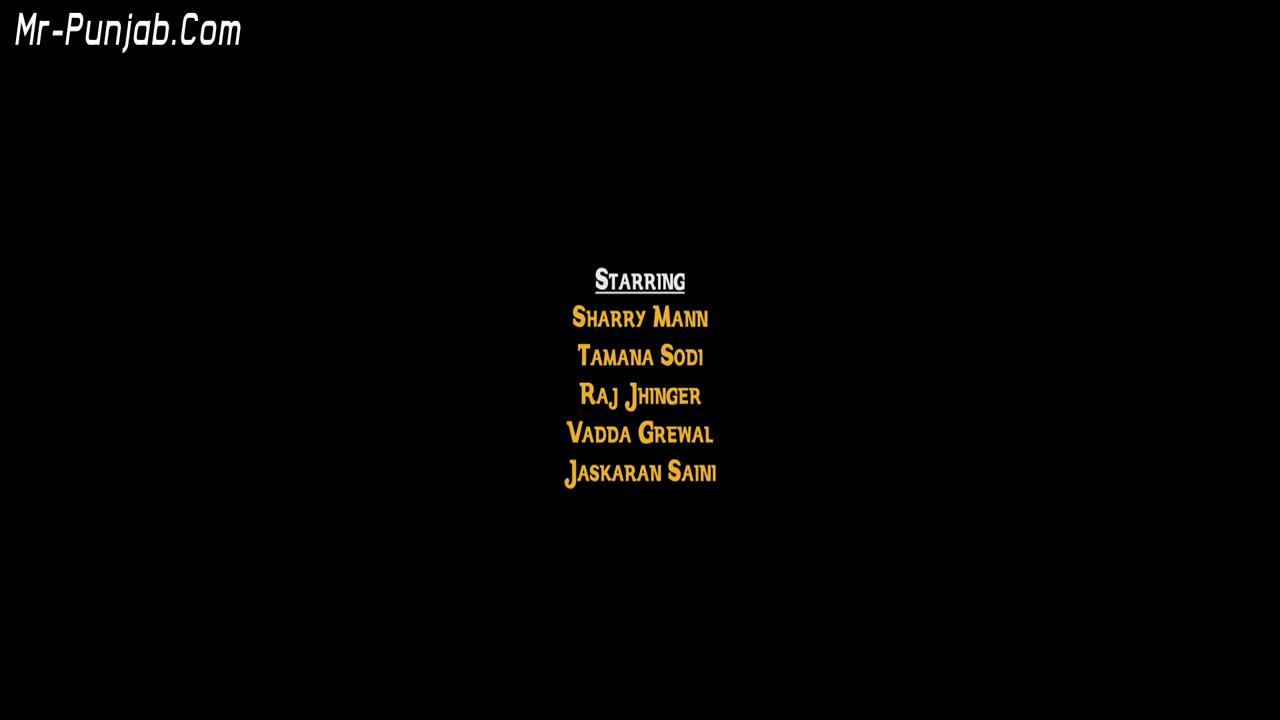 Mr-Punjab.Com
Starring
Sharry Mann
Tamana Sodi
Raj Jhinger
Vadda Grewal
Jaskaran Saini